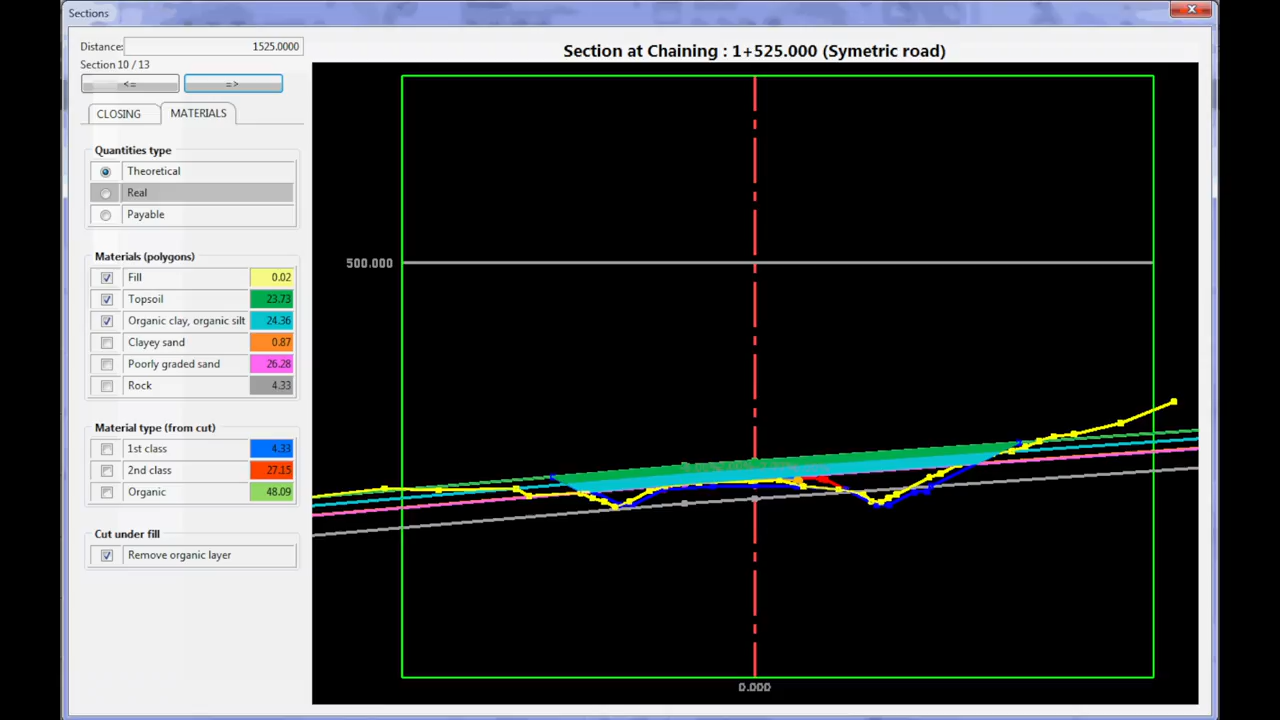 Sections
Distance: 1525.0000
Section 10 / 13
<= =>
CLOSING MATERIALS
Quantities type
Theoretical
Real
Payable
Materials (polygons)
Fill 0.02
Topsoil 23.73
Organic clay, organic silt 24.36
Clayey sand 0.87
Poorly graded sand 26.28
Rock 4.33
Material type (from cut)
1st class 4.33
2nd class 27.15
Organic 48.09
Cut under fill
Remove organic layer
Section at Chaining : 1+525.000 (Symetric road)
500.000
0.000